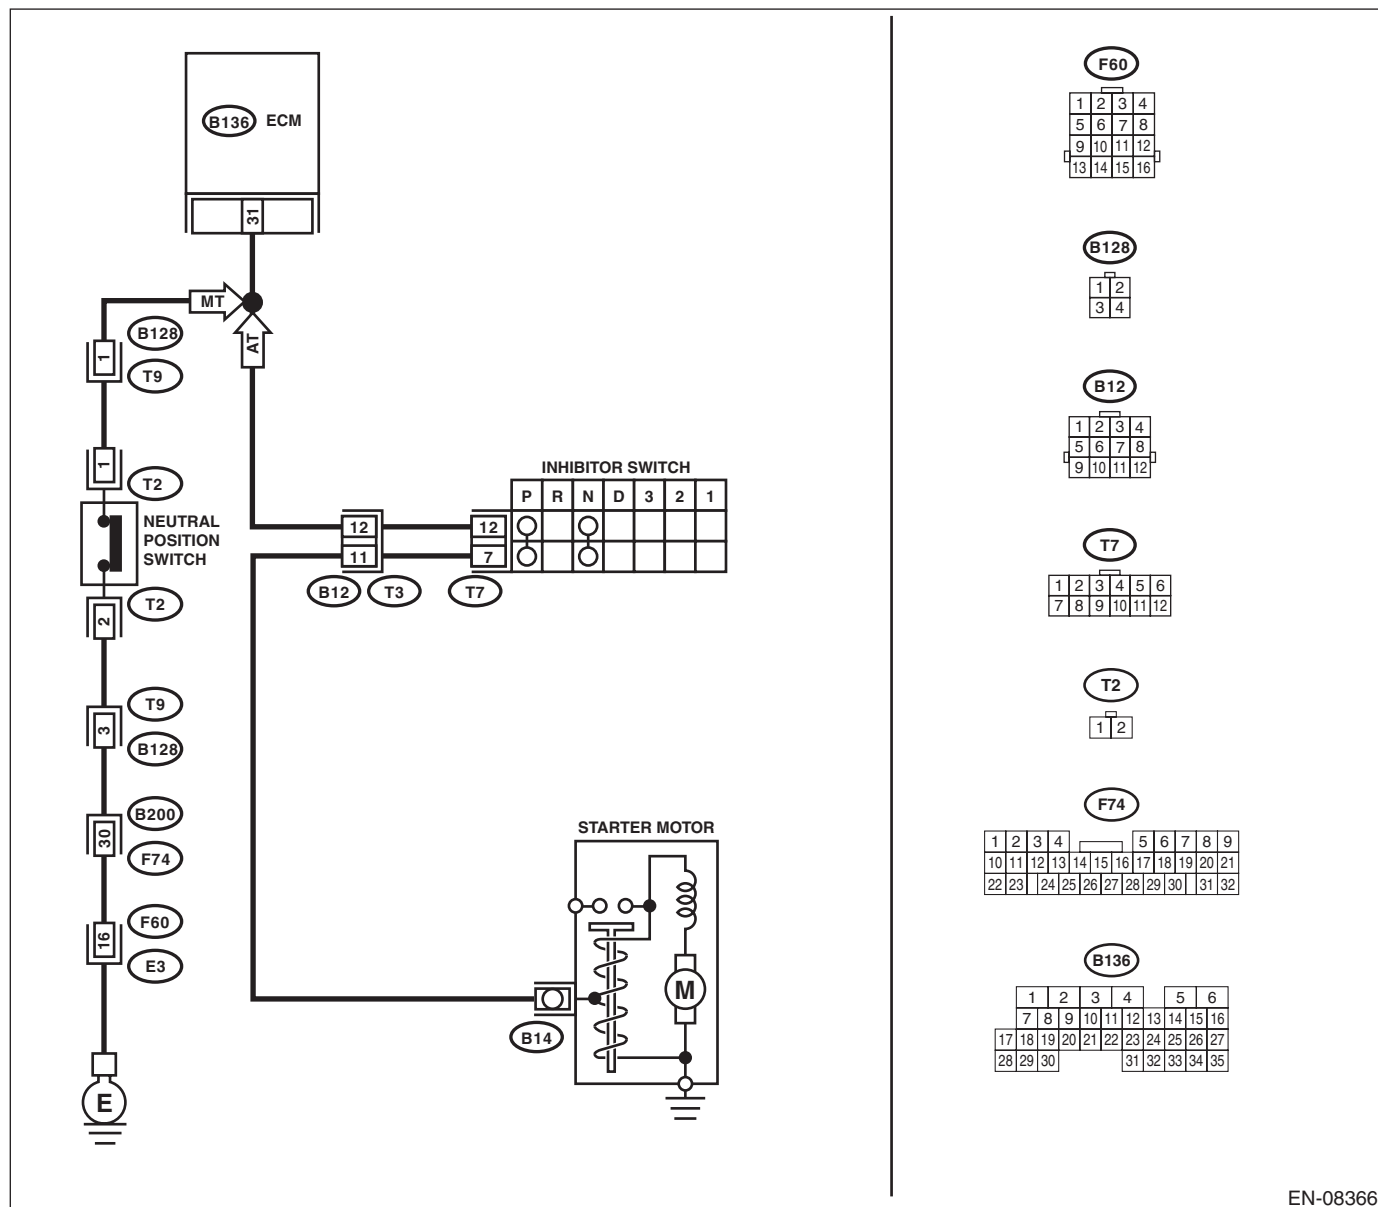 B136 ECM
31
MT
AT
B128
1
T9
1
T2
NEUTRAL
POSITION
SWITCH
T2
2
T9
3
B128
B200
30
F74
F60
16
E3
E
INHIBITOR SWITCH
P R N D 3 2 1
12 12
11 7
B12 T3 T7
STARTER MOTOR
M
B14
F60
1 2 3 4
5 6 7 8
9 10 11 12
13 14 15 16
B128
1 2
3 4
B12
1 2 3 4
5 6 7 8
9 10 11 12
T7
1 2 3 4 5 6
7 8 9 10 11 12
T2
1 2
F74
1 2 3 4 5 6 7 8 9
10 11 12 13 14 15 16 17 18 19 20 21
22 23 24 25 26 27 28 29 30 31 32
B136
1 2 3 4 5 6
7 8 9 10 11 12 13 14 15 16
17 18 19 20 21 22 23 24 25 26 27
28 29 30 31 32 33 34 35
EN-08366